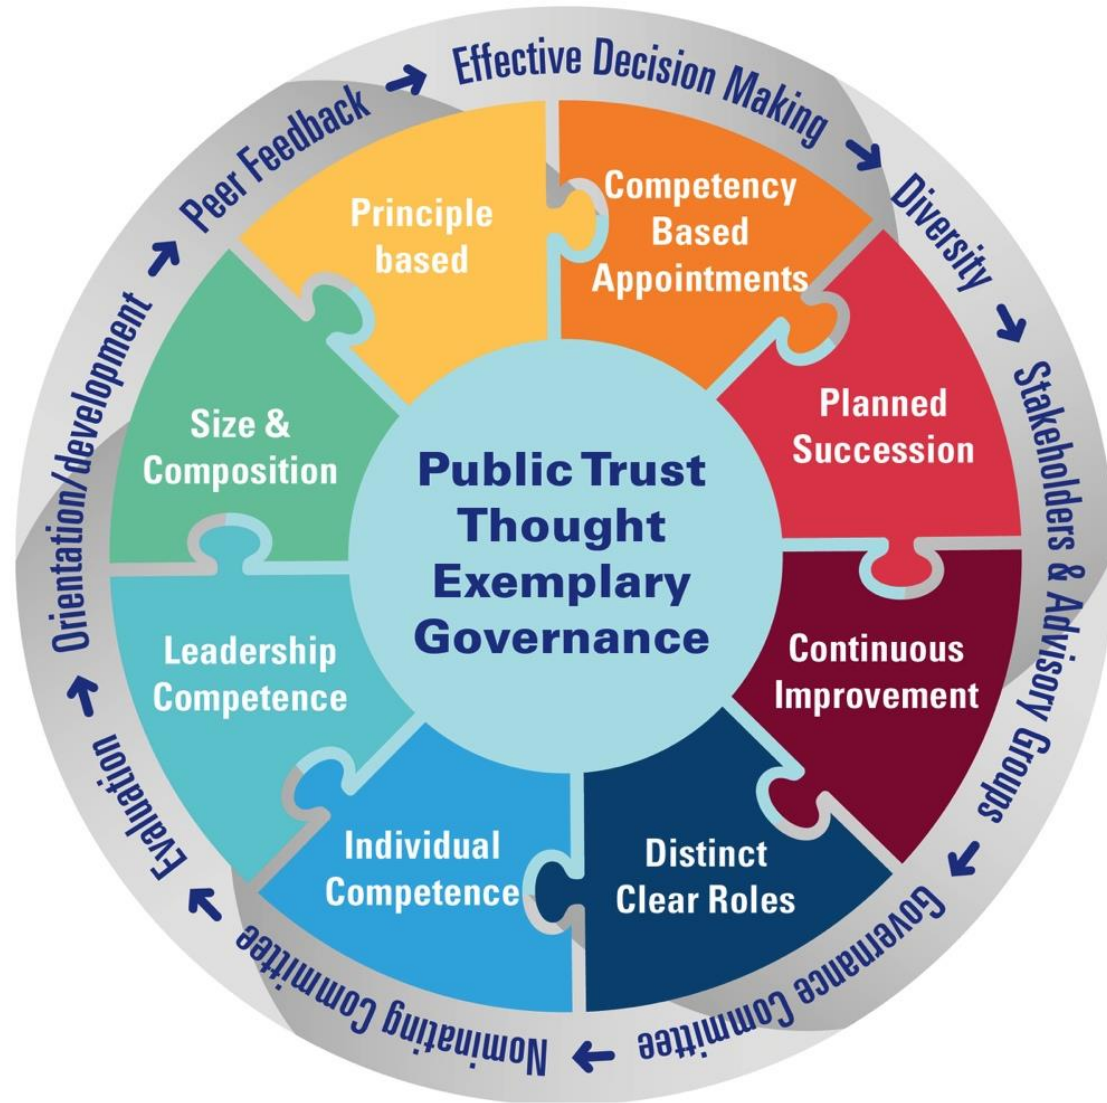 Effective Decision Making
Diversity
Stakeholders & Advisory Groups
Governance Committee
Nominating Committee
Evaluation
Orientation/development
Peer Feedback
Principle
based
Competency
Based
Appointments
Planned
Succession
Continuous
Improvement
Distinct
Clear Roles
Individual
Competence
Leadership
Competence
Size &
Composition
Public Trust
Thought
Exemplary
Governance